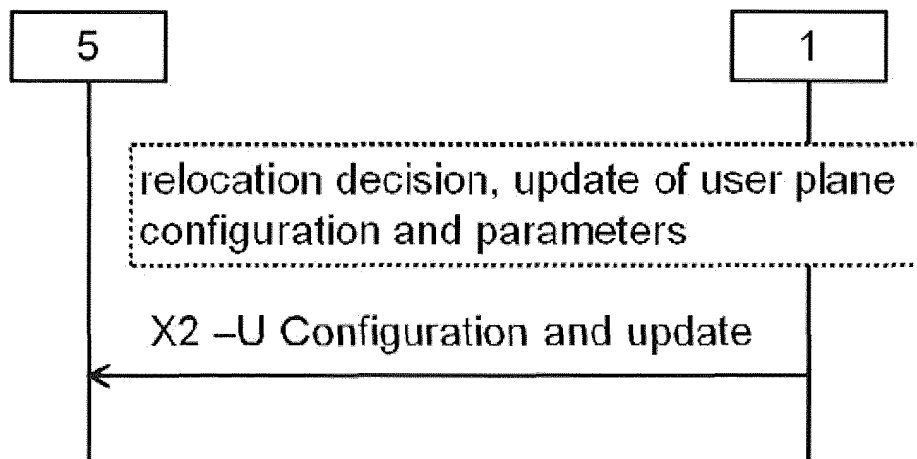 5
1
relocation decision, update of user plane
configuration and parameters
X2 –U Configuration and update